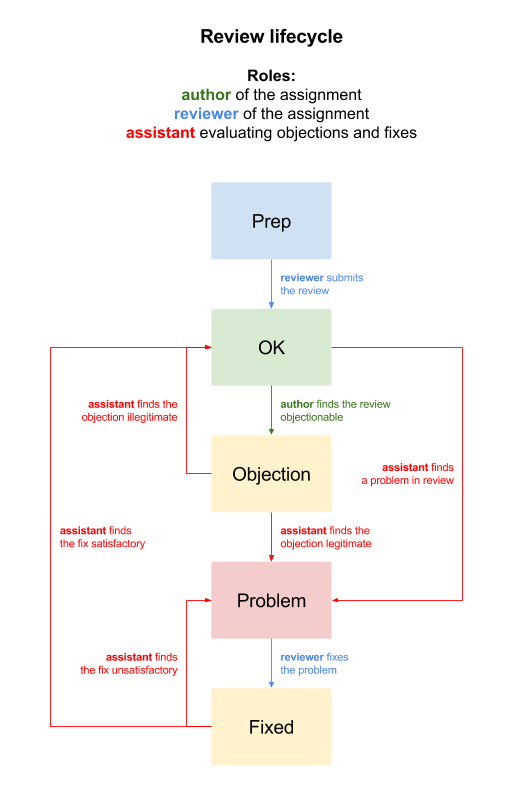 Review lifecycle
Roles:
author of the assignment
reviewer of the assignment
assistant evaluating objections and fixes
Prep
reviewer submits
the review
OK
assistant finds the
objection illegitimate
author finds the review
objectionable
assistant finds
a problem in review
Objection
assistant finds
the fix satisfactory
assistant finds the
objection legitimate
Problem
assistant finds
the fix unsatisfactory
reviewer fixes
the problem
Fixed